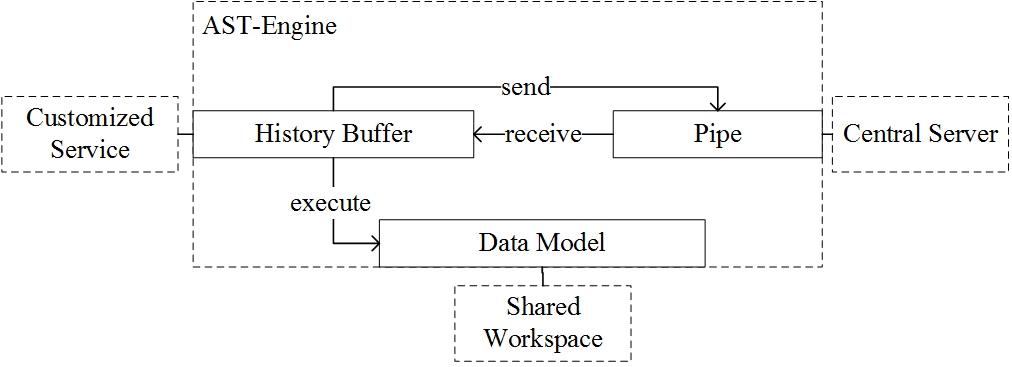 AST-Engine
send
Customized
Service
History Buffer
receive
Pipe
Central Server
execute
Data Model
Shared
Workspace